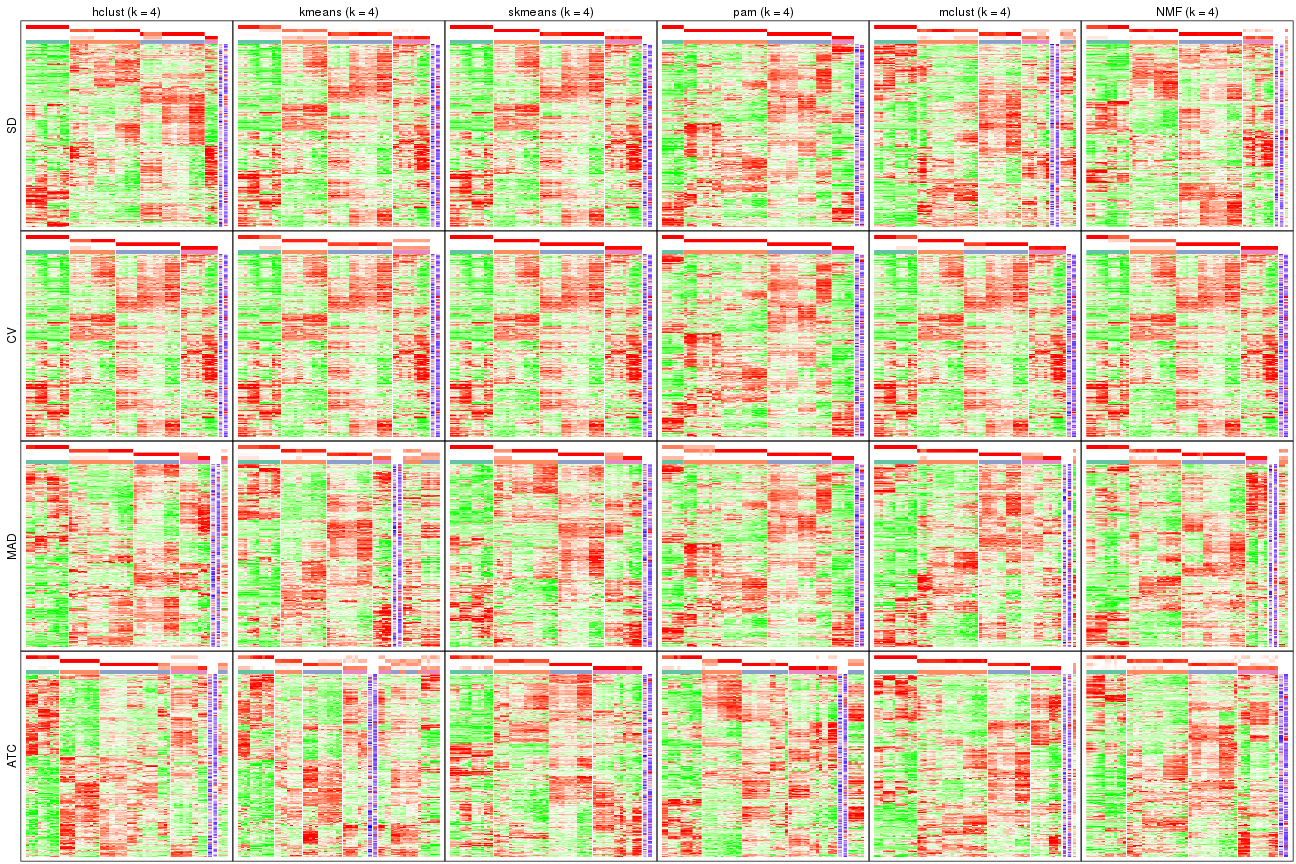 hclust (k = 4) kmeans (k = 4) skmeans (k = 4) pam (k = 4) mclust (k = 4) NMF (k = 4)
SD
CV
MAD
ATC